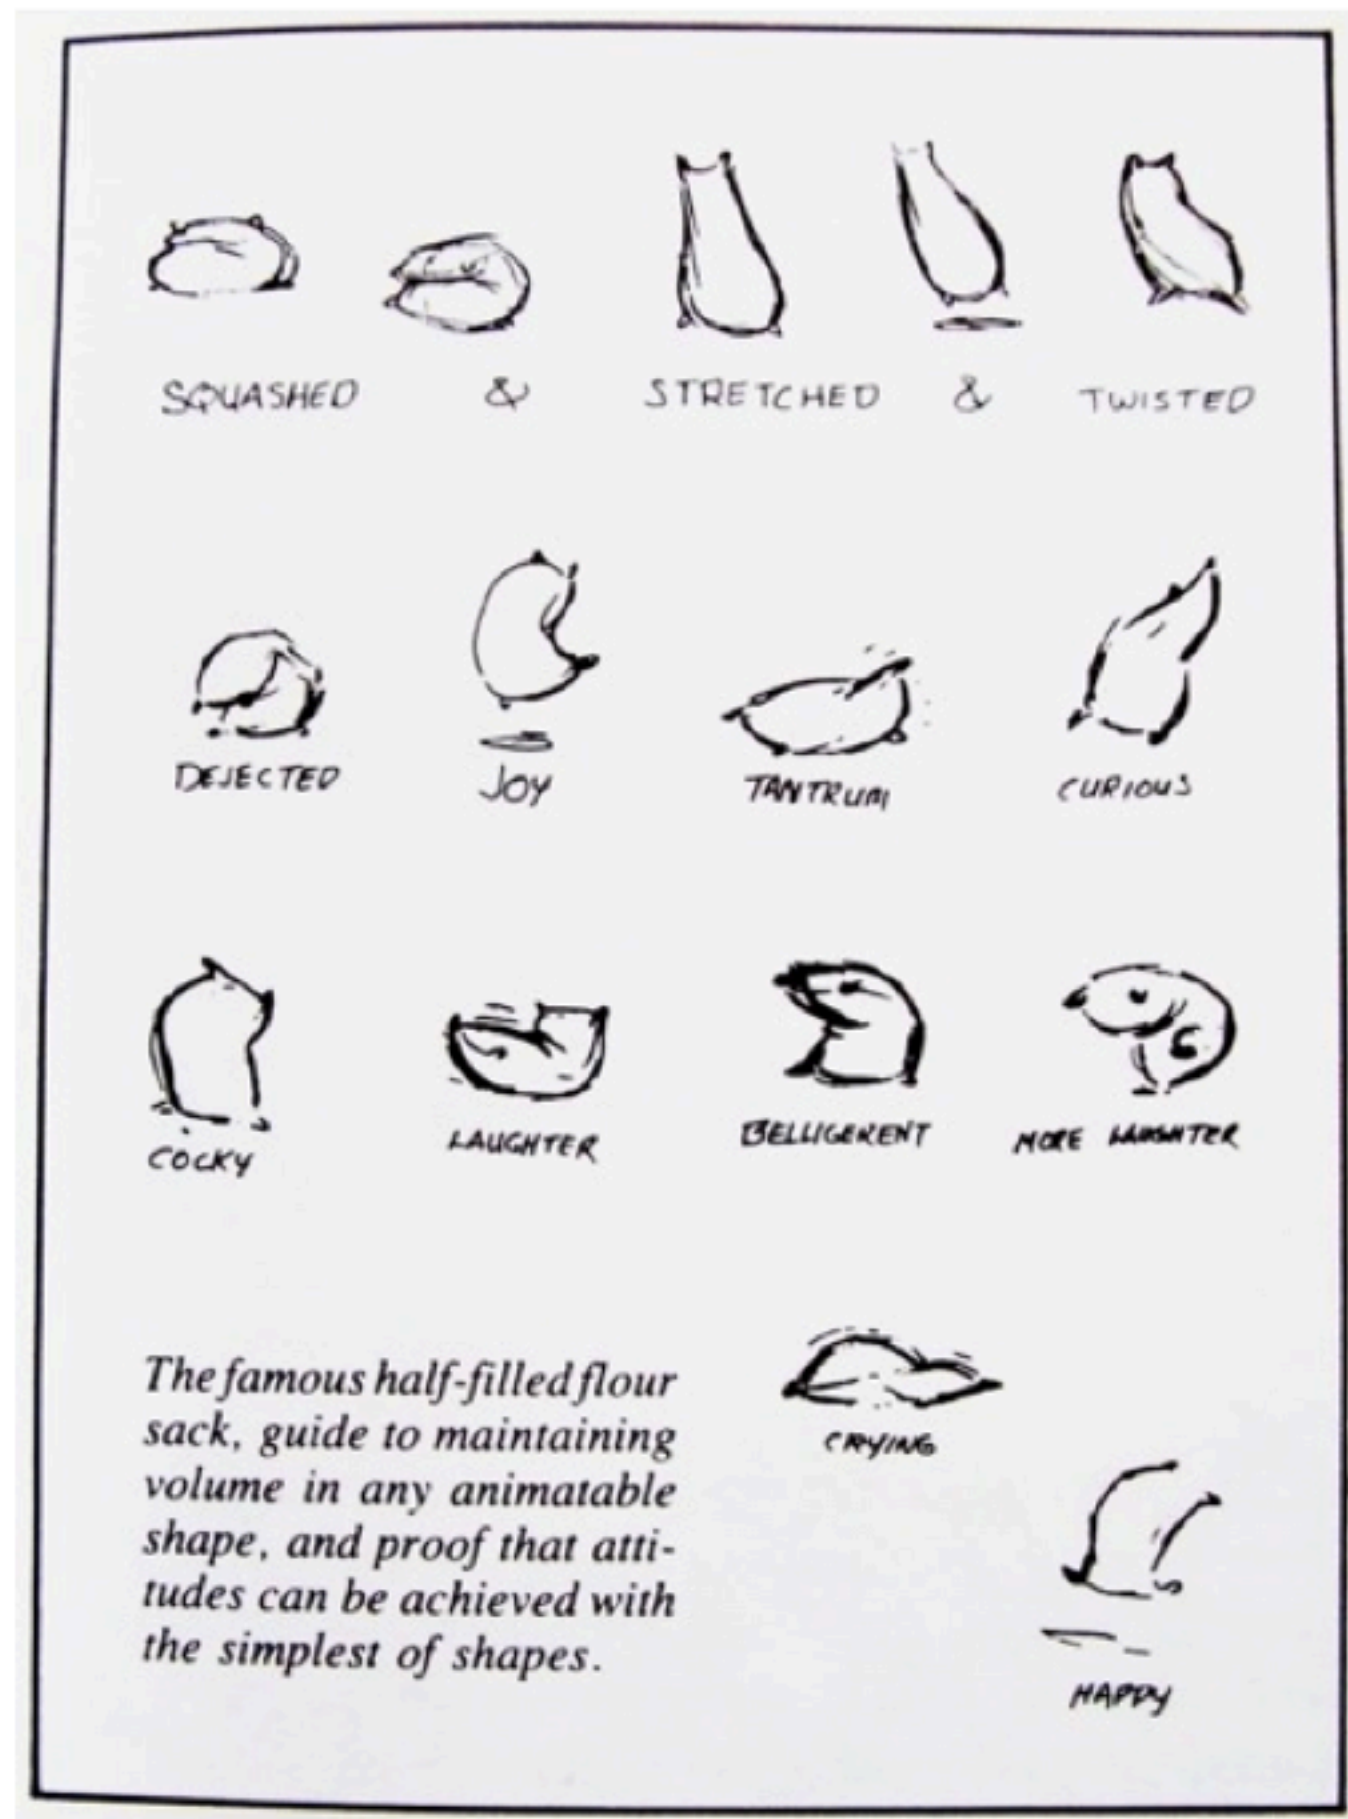 SQUASHED & STRETCHED & TWISTED
DEJECTED JOY TANTRUM CURIOUS
COCKY LAUGHTER BELLIGERENT MORE LAUGHTER
The famous half-filled flour
sack, guide to maintaining
volume in any animatable
shape, and proof that atti-
tudes can be achieved with
the simplest of shapes.
CRYING
HAPPY